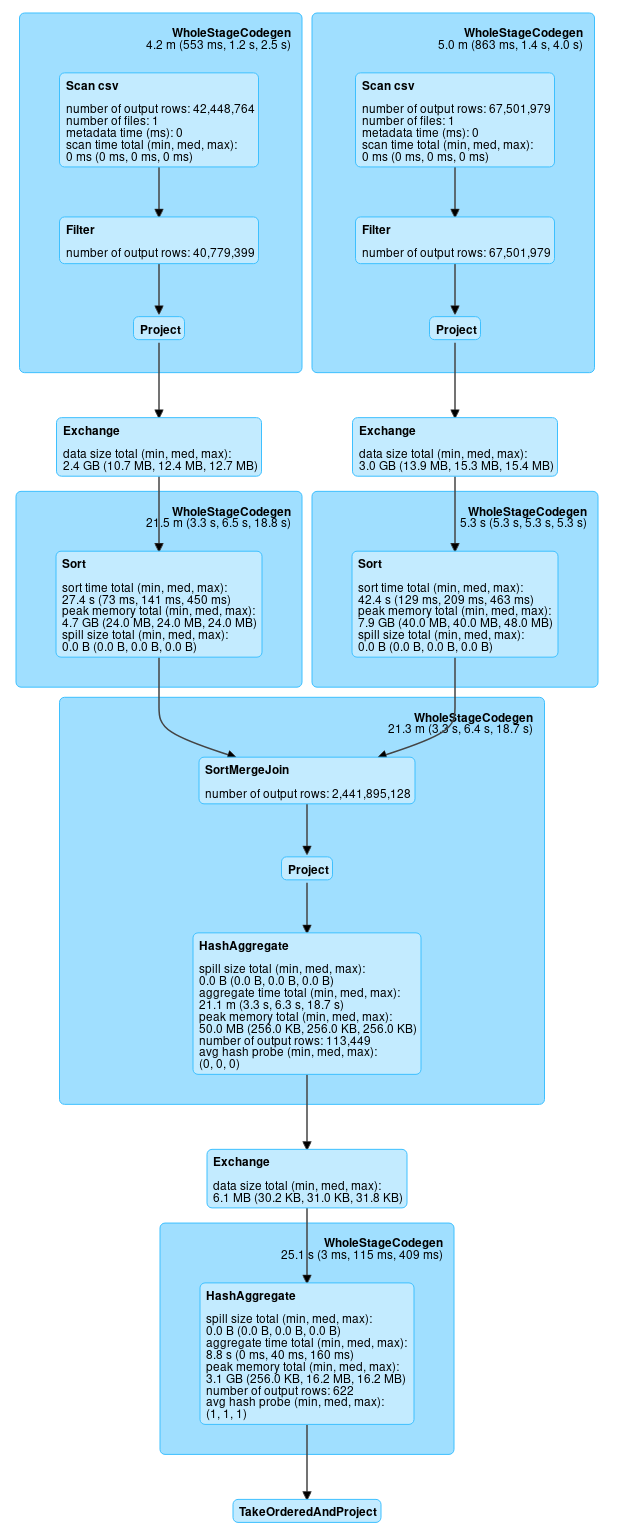 WholeStageCodegen
4.2 m (553 ms, 1.2 s, 2.5 s)
Scan csv
number of output rows: 42,448,764
number of files: 1
metadata time (ms): 0
scan time total (min, med, max):
0 ms (0 ms, 0 ms, 0 ms)
Filter
number of output rows: 40,779,399
Project
WholeStageCodegen
5.0 m (863 ms, 1.4 s, 4.0 s)
Scan csv
number of output rows: 67,501,979
number of files: 1
metadata time (ms): 0
scan time total (min, med, max):
0 ms (0 ms, 0 ms, 0 ms)
Filter
number of output rows: 67,501,979
Project
Exchange
data size total (min, med, max):
2.4 GB (10.7 MB, 12.4 MB, 12.7 MB)
Exchange
data size total (min, med, max):
3.0 GB (13.9 MB, 15.3 MB, 15.4 MB)
WholeStageCodegen
21.5 m (3.3 s, 6.5 s, 18.8 s)
Sort
sort time total (min, med, max):
27.4 s (73 ms, 141 ms, 450 ms)
peak memory total (min, med, max):
4.7 GB (24.0 MB, 24.0 MB, 24.0 MB)
spill size total (min, med, max):
0.0 B (0.0 B, 0.0 B, 0.0 B)
WholeStageCodegen
5.3 s (5.3 s, 5.3 s, 5.3 s)
Sort
sort time total (min, med, max):
42.4 s (129 ms, 209 ms, 463 ms)
peak memory total (min, med, max):
7.9 GB (40.0 MB, 40.0 MB, 48.0 MB)
spill size total (min, med, max):
0.0 B (0.0 B, 0.0 B, 0.0 B)
WholeStageCodegen
21.3 m (3.3 s, 6.4 s, 18.7 s)
SortMergeJoin
number of output rows: 2,441,895,128
Project
HashAggregate
spill size total (min, med, max):
0.0 B (0.0 B, 0.0 B, 0.0 B)
aggregate time total (min, med, max):
21.1 m (3.3 s, 6.3 s, 18.7 s)
peak memory total (min, med, max):
50.0 MB (256.0 KB, 256.0 KB, 256.0 KB)
number of output rows: 113,449
avg hash probe (min, med, max):
(0, 0, 0)
Exchange
data size total (min, med, max):
6.1 MB (30.2 KB, 31.0 KB, 31.8 KB)
WholeStageCodegen
25.1 s (3 ms, 115 ms, 409 ms)
HashAggregate
spill size total (min, med, max):
0.0 B (0.0 B, 0.0 B, 0.0 B)
aggregate time total (min, med, max):
8.8 s (0 ms, 40 ms, 160 ms)
peak memory total (min, med, max):
3.1 GB (256.0 KB, 16.2 MB, 16.2 MB)
number of output rows: 622
avg hash probe (min, med, max):
(1, 1, 1)
TakeOrderedAndProject